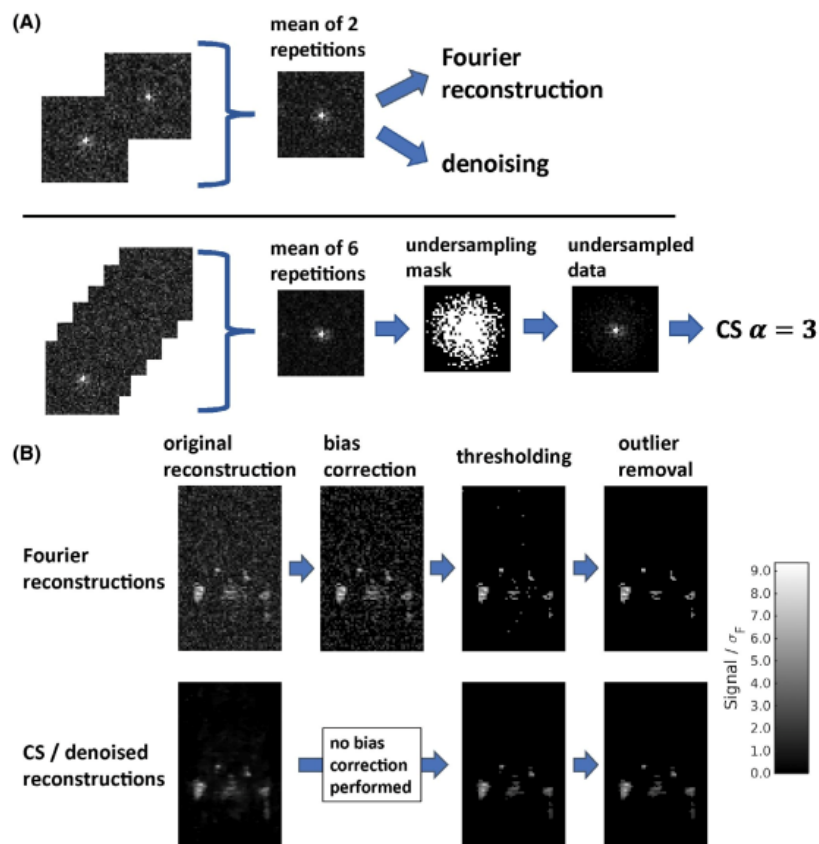 (A)
mean of 2
repetitions
Fourier
reconstruction
denoising
mean of 6
repetitions
undersampling
mask
undersampled
data
CS α = 3
(B)
original
reconstruction
bias
correction
thresholding
outlier
removal
Fourier
reconstructions
CS / denoised
reconstructions
no bias
correction
performed
9.0
8.0
7.0
6.0
5.0
4.0
3.0
2.0
1.0
0.0
Signal / σF